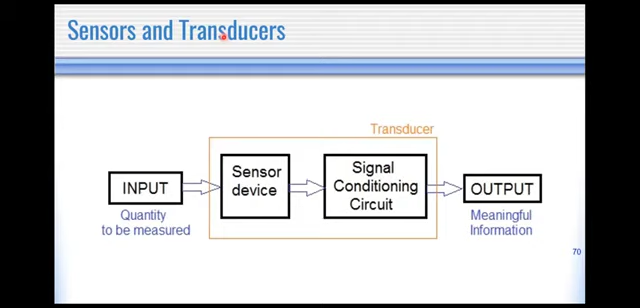 Sensors and Transducers
Transducer
INPUT
Quantity
to be measured
Sensor
device
Signal
Conditioning
Circuit
OUTPUT
Meaningful
Information
70